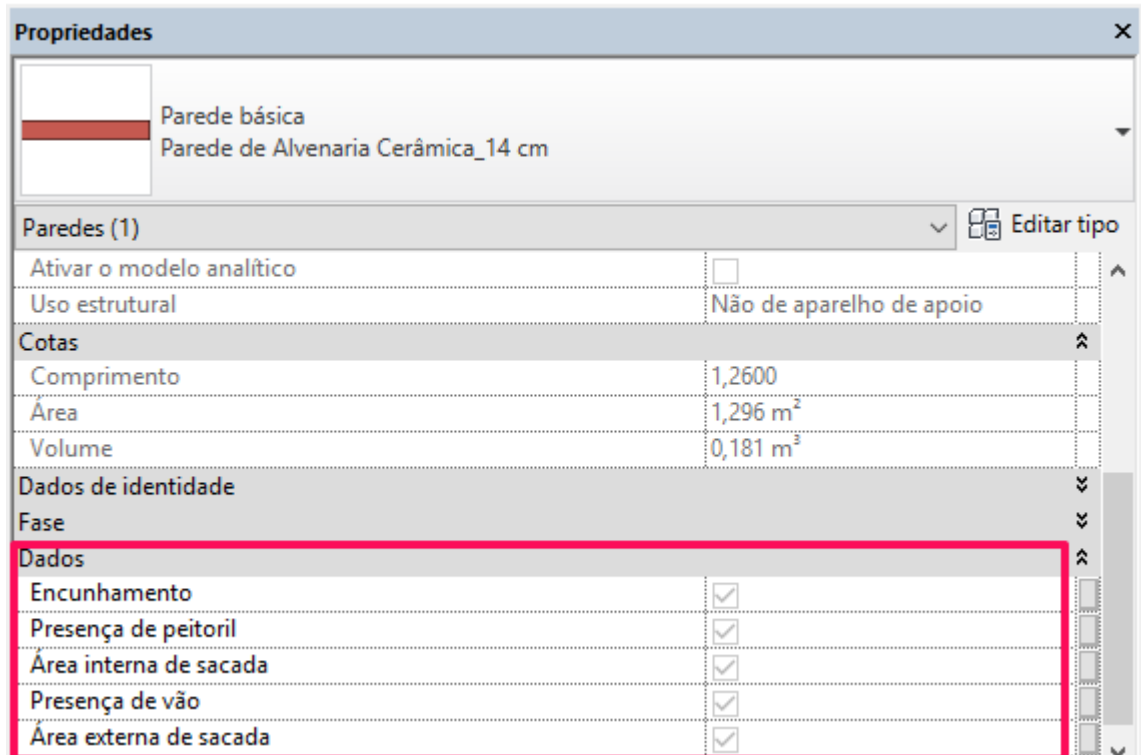 Propriedades
Parede básica
Parede de Alvenaria Cerâmica_14 cm
Paredes (1) Editar tipo
Ativar o modelo analítico
Uso estrutural Não de aparelho de apoio
Cotas
Comprimento 1,2600
Área 1,296 m²
Volume 0,181 m³
Dados de identidade
Fase
Dados
Encunhamento
Presença de peitoril
Área interna de sacada
Presença de vão
Área externa de sacada